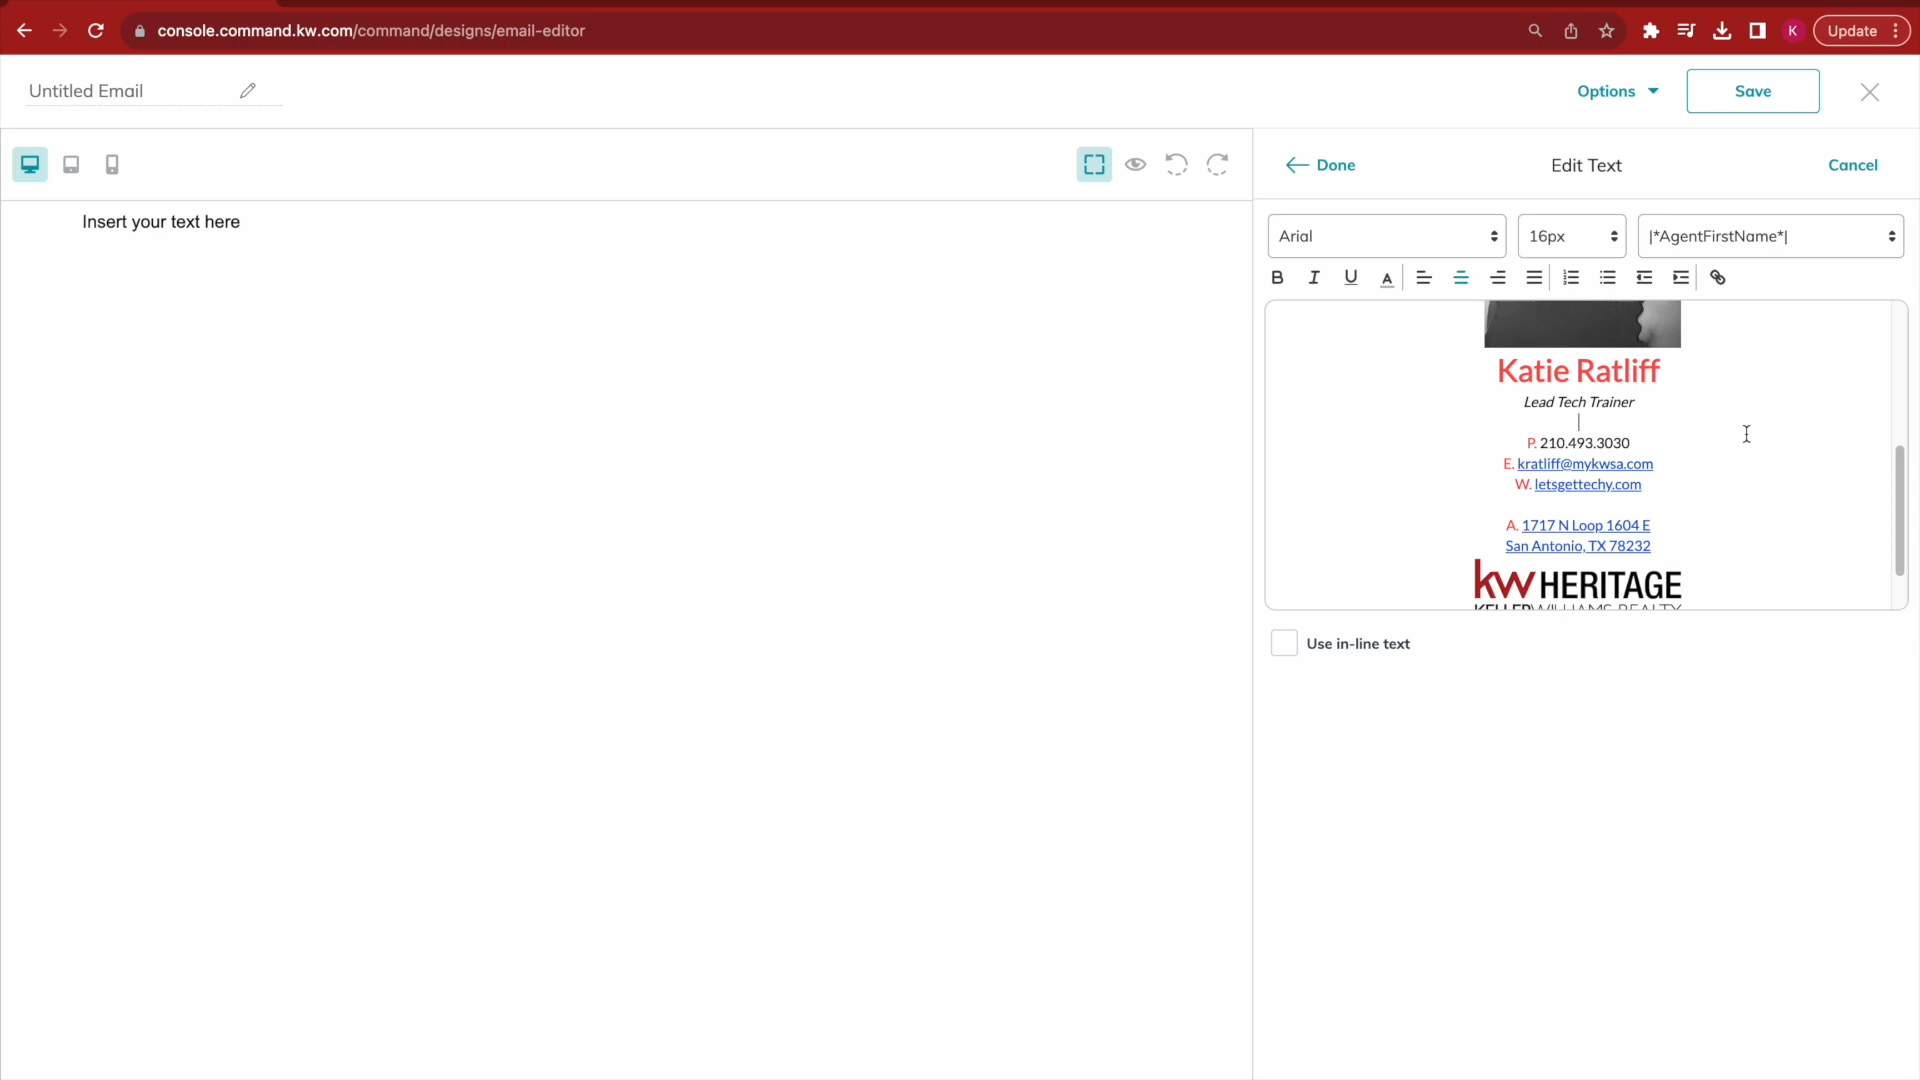 console.command.kw.com/command/designs/email-editor
K
Update
Untitled Email
Options
Save
Done
Edit Text
Cancel
Insert your text here
Arial
16px
|*AgentFirstName*|
B I U A
Katie Ratliff
Lead Tech Trainer
P. 210.493.3030
E. kratliff@mykwsa.com
W. letsgettechy.com
A. 1717 N Loop 1604 E
San Antonio, TX 78232
kw HERITAGE
KELLERWILLIAMS REALTY
Use in-line text